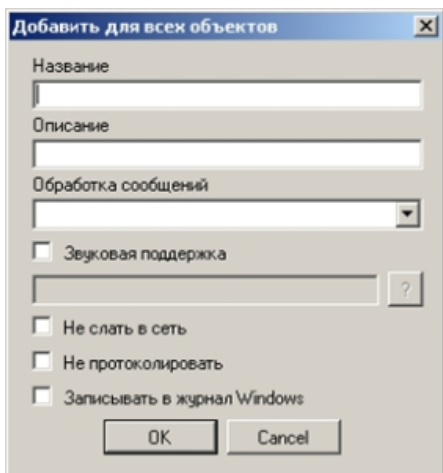 Добавить для всех объектов
Название
Описание
Обработка сообщений
Звуковая поддержка
?
Не слать в сеть
Не протоколировать
Записывать в журнал Windows
OK Cancel